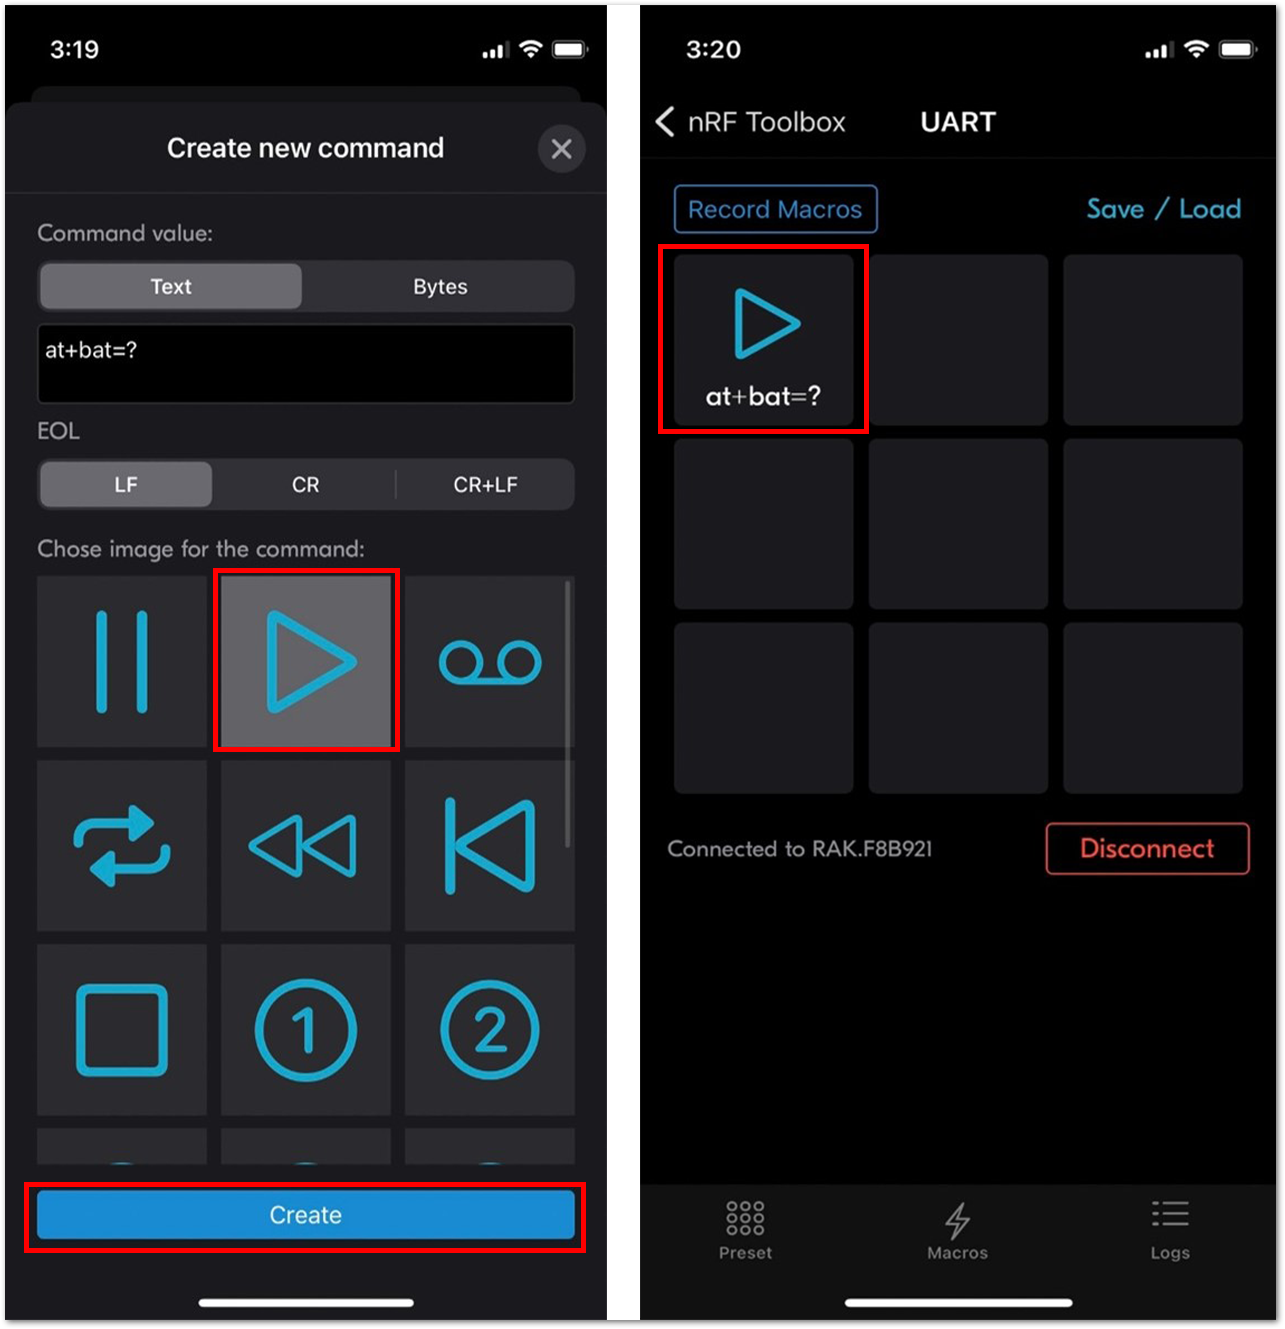 3:19
Create new command
Command value:
Text
Bytes
at+bat=?
EOL
LF
CR
CR+LF
Chose image for the command:
1
2
Create
3:20
nRF Toolbox
UART
Record Macros
Save / Load
at+bat=?
Connected to RAK.F8B921
Disconnect
Preset
Macros
Logs